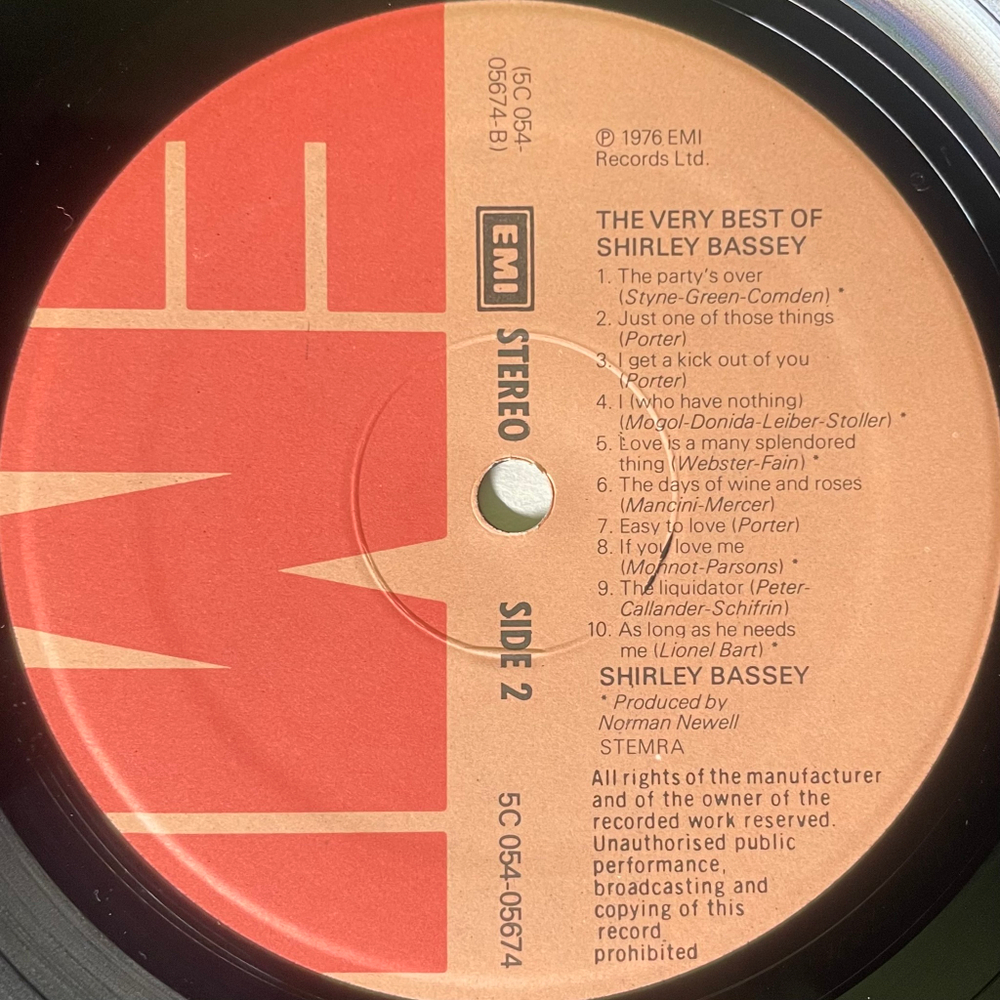 (5C 054-
05674-B)
EMI
STEREO
SIDE 2
5C 054-05674
℗ 1976 EMI
Records Ltd.
THE VERY BEST OF
SHIRLEY BASSEY
1. The party's over
(Styne-Green-Comden) *
2. Just one of those things
(Porter)
3. I get a kick out of you
(Porter)
4. I (who have nothing)
(Mogol-Donida-Leiber-Stoller) *
5. Love is a many splendored
thing (Webster-Fain) *
6. The days of wine and roses
(Mancini-Mercer)
7. Easy to love (Porter)
8. If you love me
(Monnot-Parsons) *
9. The liquidator (Peter-
Callander-Schifrin)
10. As long as he needs
me (Lionel Bart) *
SHIRLEY BASSEY
* Produced by
Norman Newell
STEMRA
All rights of the manufacturer
and of the owner of the
recorded work reserved.
Unauthorised public
performance,
broadcasting and
copying of this
record
prohibited
EMI